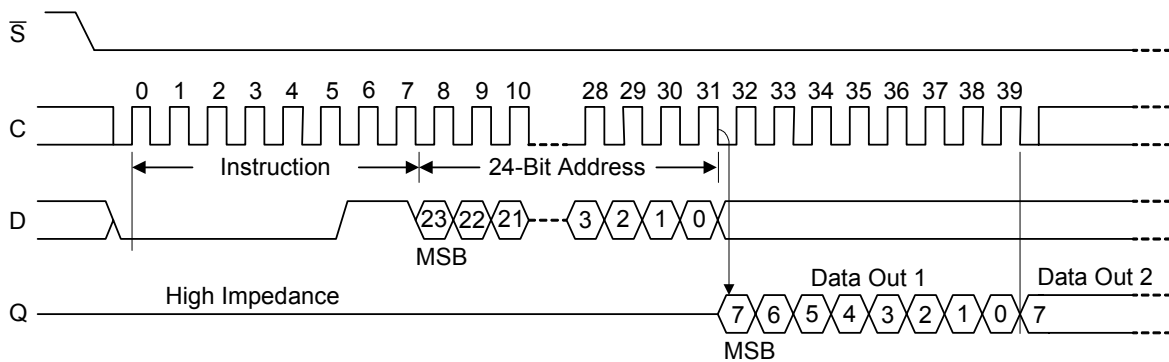 S
0 1 2 3 4 5 6 7 8 9 10 28 29 30 31 32 33 34 35 36 37 38 39
C
Instruction 24-Bit Address
D 23 22 21 3 2 1 0
MSB
High Impedance Data Out 1 Data Out 2
Q 7 6 5 4 3 2 1 0 7
MSB